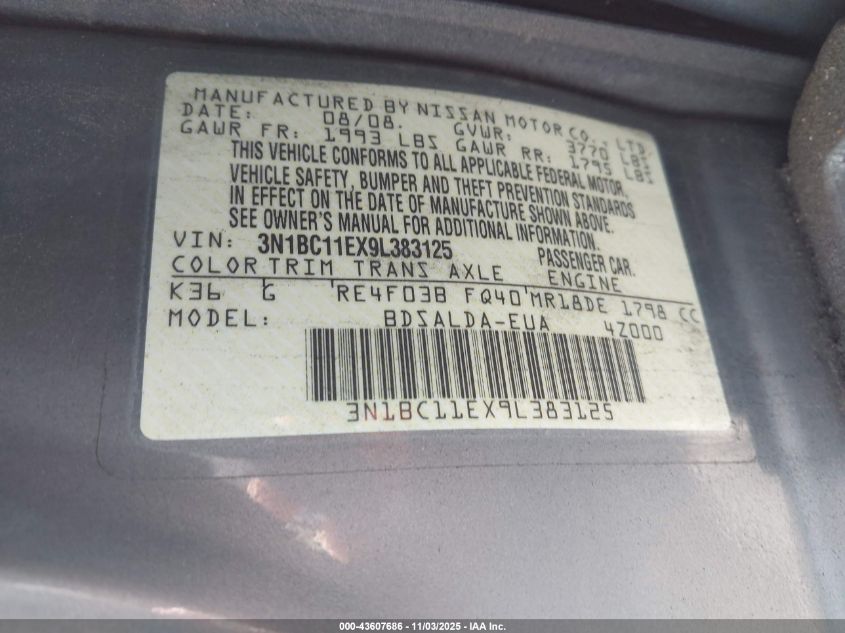 MANUFACTURED BY NISSAN MOTOR CO., LTD.
DATE: 08/08. GVWR: 3770 LBS
GAWR FR: 1993 LBS GAWR RR: 1795 LBS
THIS VEHICLE CONFORMS TO ALL APPLICABLE FEDERAL MOTOR
VEHICLE SAFETY, BUMPER AND THEFT PREVENTION STANDARDS
IN EFFECT ON THE DATE OF MANUFACTURE SHOWN ABOVE.
SEE OWNER'S MANUAL FOR ADDITIONAL INFORMATION.
VIN: 3N1BC11EX9L383125 PASSENGER CAR.
COLOR TRIM TRANS AXLE ENGINE
K36 G RE4F03B FQ40 MR18DE 1798 CC
MODEL: BDSALDA-EUA 4Z000
3N1BC11EX9L383125
000-43607686 - 11/03/2025 - IAA Inc.